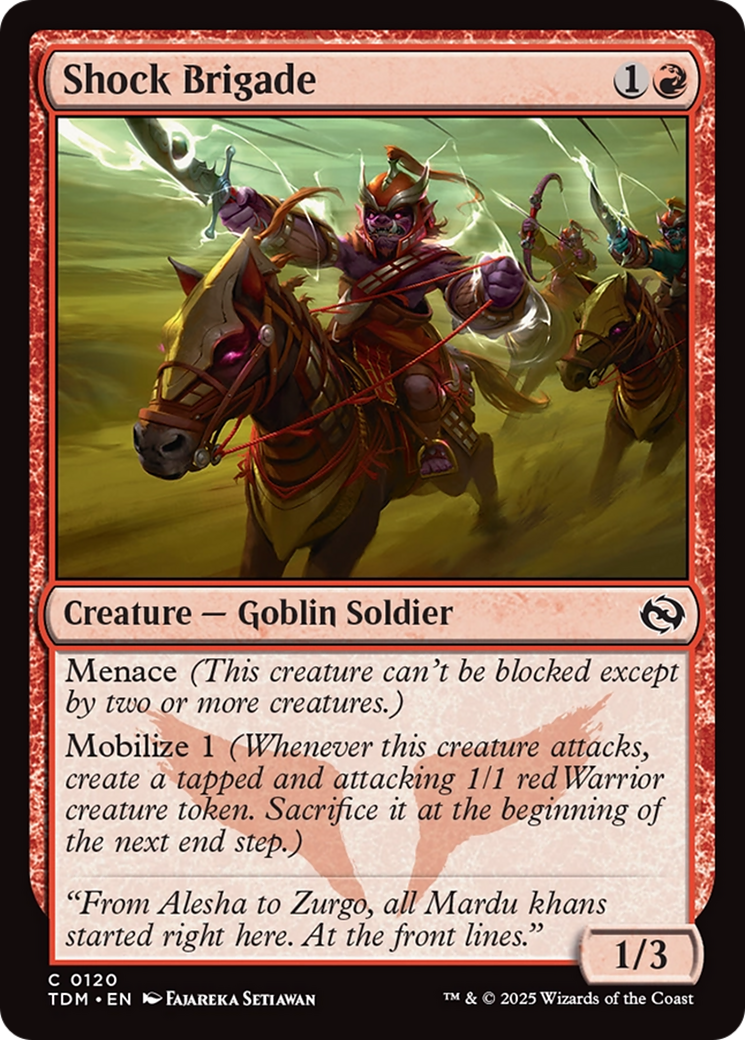 Shock Brigade
1
Creature — Goblin Soldier
Menace (This creature can't be blocked except
by two or more creatures.)
Mobilize 1 (Whenever this creature attacks,
create a tapped and attacking 1/1 red Warrior
creature token. Sacrifice it at the beginning of
the next end step.)
“From Alesha to Zurgo, all Mardu khans
started right here. At the front lines.”
1/3
C 0120
TDM • EN Fajareka Setiawan
™ & © 2025 Wizards of the Coast